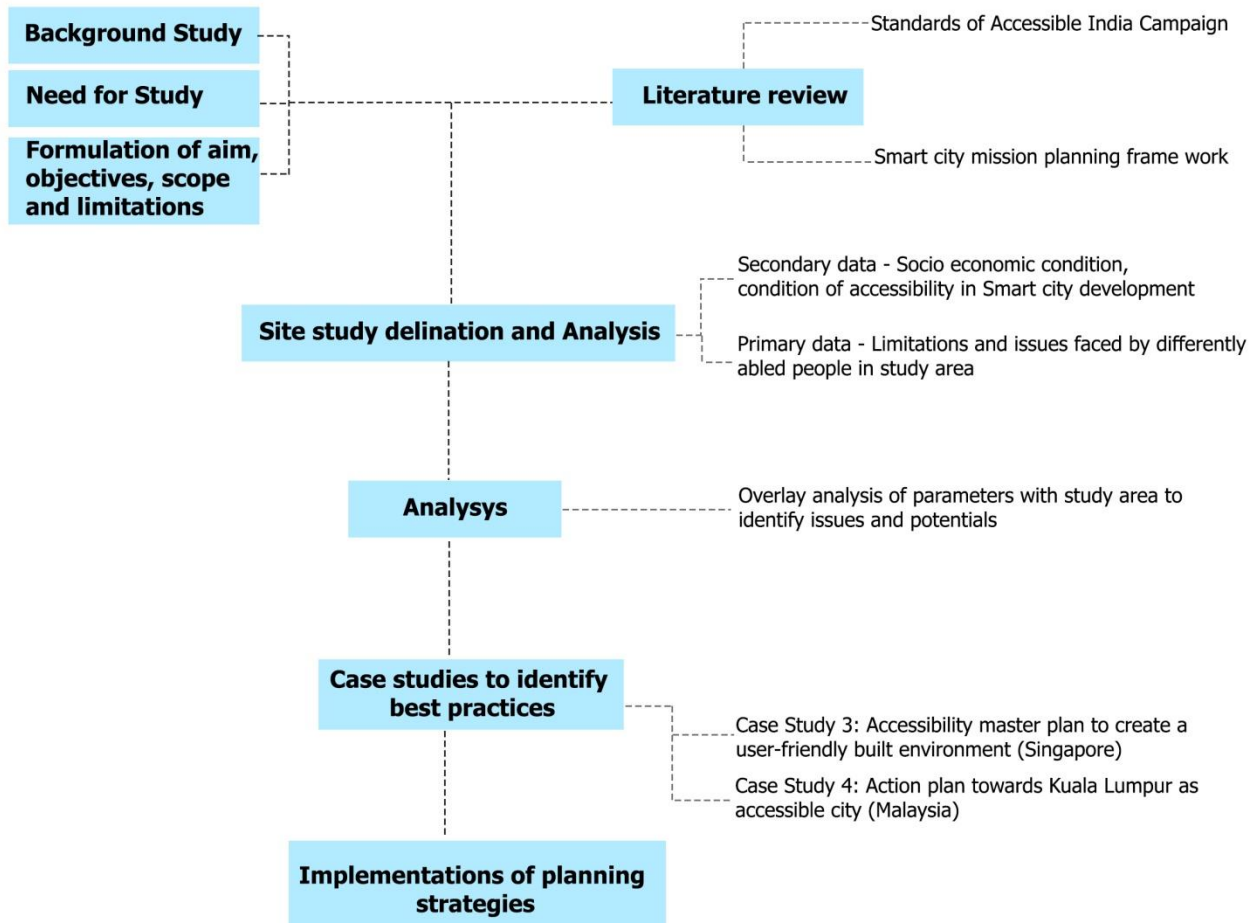 Background Study
Need for Study
Formulation of aim,
objectives, scope
and limitations
Literature review
Standards of Accessible India Campaign
Smart city mission planning frame work
Site study delination and Analysis
Secondary data - Socio economic condition,
condition of accessibility in Smart city development
Primary data - Limitations and issues faced by differently
abled people in study area
Analysys
Overlay analysis of parameters with study area to
identify issues and potentials
Case studies to identify
best practices
Case Study 3: Accessibility master plan to create a
user-friendly built environment (Singapore)
Case Study 4: Action plan towards Kuala Lumpur as
accessible city (Malaysia)
Implementations of planning
strategies